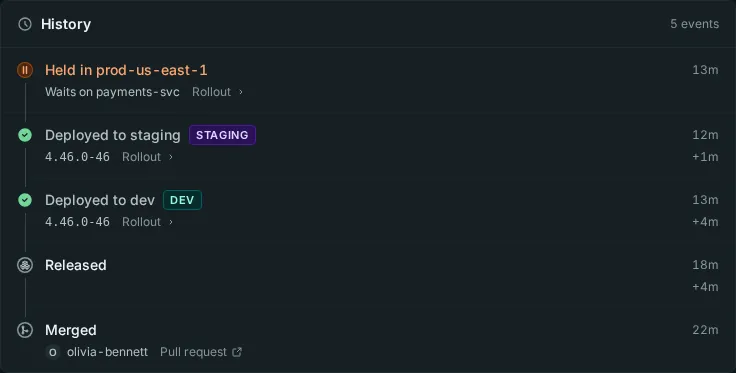 History 5 events
Held in prod-us-east-1 13m
Waits on payments-svc Rollout ›
Deployed to staging STAGING 12m
4.46.0-46 Rollout › +1m
Deployed to dev DEV 13m
4.46.0-46 Rollout › +4m
Released 18m
+4m
Merged 22m
O olivia-bennett Pull request